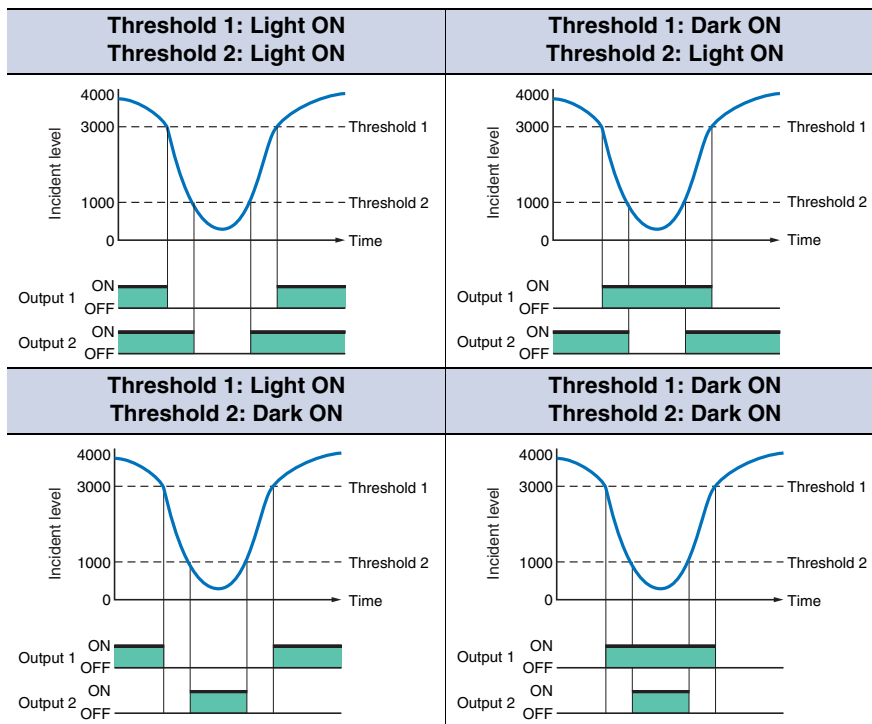 Threshold 1: Light ON
Threshold 2: Light ON
4000
3000
1000
0
Incident level
Threshold 1
Threshold 2
Time
Output 1
ON
OFF
Output 2
ON
OFF
Threshold 1: Dark ON
Threshold 2: Light ON
4000
3000
1000
0
Incident level
Threshold 1
Threshold 2
Time
Output 1
ON
OFF
Output 2
ON
OFF
Threshold 1: Light ON
Threshold 2: Dark ON
4000
3000
1000
0
Incident level
Threshold 1
Threshold 2
Time
Output 1
ON
OFF
Output 2
ON
OFF
Threshold 1: Dark ON
Threshold 2: Dark ON
4000
3000
1000
0
Incident level
Threshold 1
Threshold 2
Time
Output 1
ON
OFF
Output 2
ON
OFF